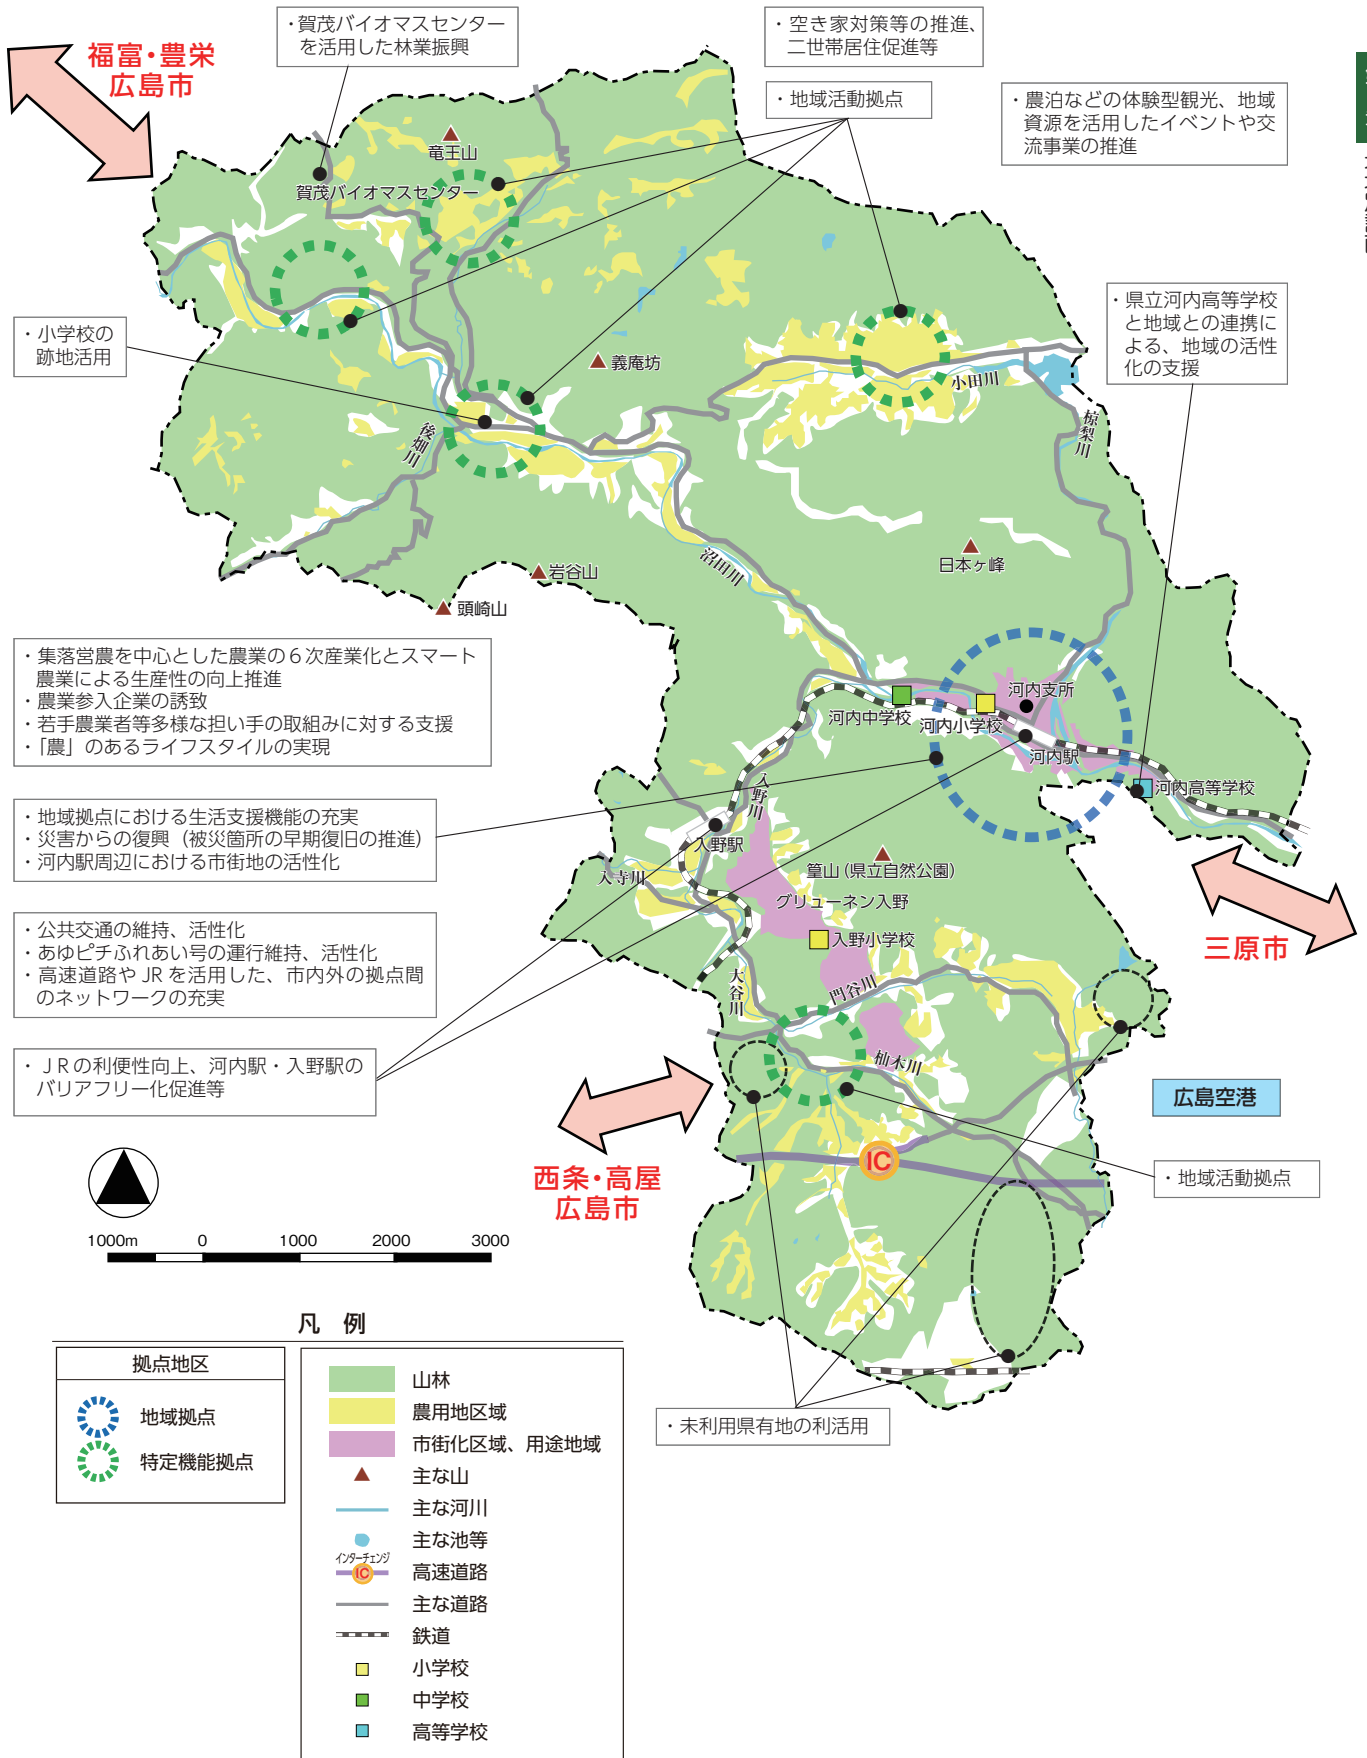 福富・豊栄
広島市
・賀茂バイオマスセンター
を活用した林業振興
・空き家対策等の推進、
二世帯居住促進等
・地域活動拠点
・農泊などの体験型観光、地域
資源を活用したイベントや交
流事業の推進
竜王山
賀茂バイオマスセンター
・小学校の
跡地活用
義庵坊
・県立河内高等学校
と地域との連携に
よる、地域の活性
化の支援
小田川
椋梨川
後畑川
沼田川
日本ヶ峰
岩谷山
頭崎山
・集落営農を中心とした農業の６次産業化とスマート
農業による生産性の向上推進
・農業参入企業の誘致
・若手農業者等多様な担い手の取組みに対する支援
・「農」のあるライフスタイルの実現
河内支所
河内中学校
河内小学校
河内駅
河内高等学校
・地域拠点における生活支援機能の充実
・災害からの復興（被災箇所の早期復旧の推進）
・河内駅周辺における市街地の活性化
入野川
入野駅
入寺川
篁山（県立自然公園）
グリューネン入野
入野小学校
三原市
・公共交通の維持、活性化
・あゆピチふれあい号の運行維持、活性化
・高速道路や JR を活用した、市内外の拠点間
のネットワークの充実
大谷川
門谷川
杣木川
・ＪＲの利便性向上、河内駅・入野駅の
バリアフリー化促進等
広島空港
IC
西条・高屋
広島市
・地域活動拠点
1000m 0 1000 2000 3000
・未利用県有地の利活用
凡 例
拠点地区
地域拠点
特定機能拠点
山林
農用地区域
市街化区域、用途地域
主な山
主な河川
主な池等
インターチェンジ
IC
高速道路
主な道路
鉄道
小学校
中学校
高等学校